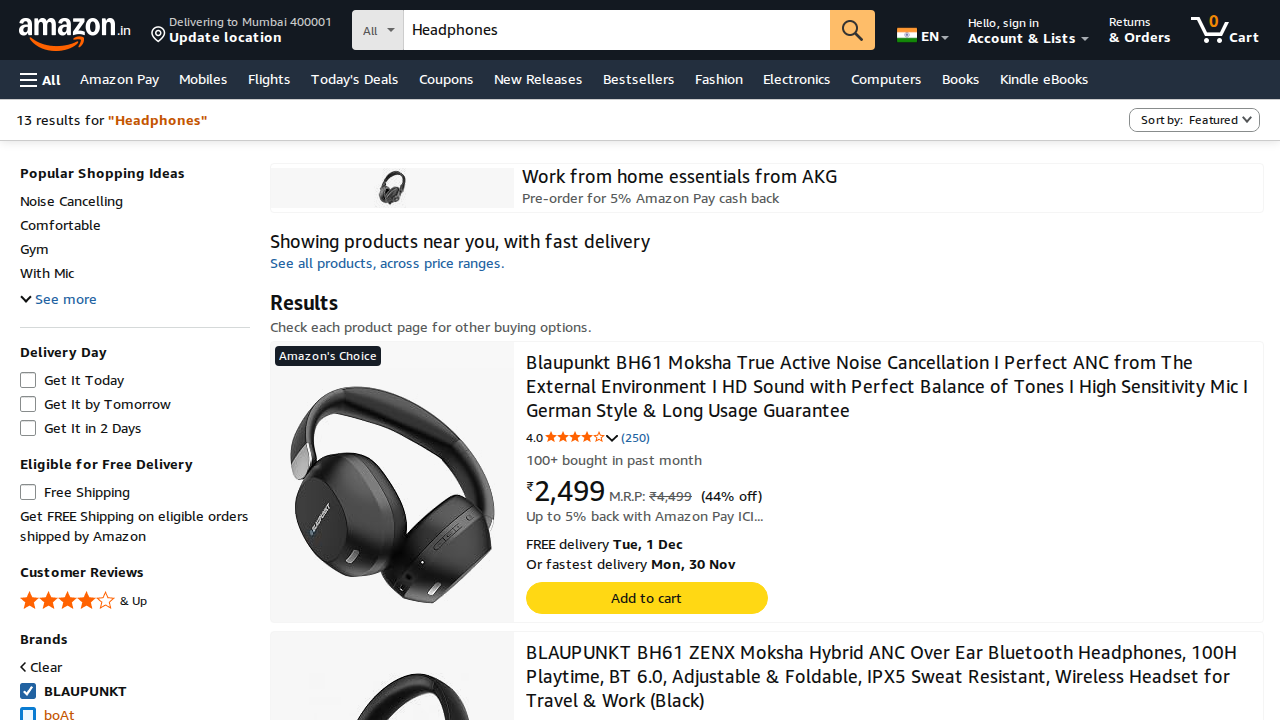 amazon.in
Delivering to Mumbai 400001
Update location
All
Headphones
EN
Hello, sign in
Account & Lists
Returns
& Orders
0
Cart
All
Amazon Pay
Mobiles
Flights
Today's Deals
Coupons
New Releases
Bestsellers
Fashion
Electronics
Computers
Books
Kindle eBooks
13 results for "Headphones"
Sort by: Featured
Popular Shopping Ideas
Noise Cancelling
Comfortable
Gym
With Mic
See more
Delivery Day
Get It Today
Get It by Tomorrow
Get It in 2 Days
Eligible for Free Delivery
Free Shipping
Get FREE Shipping on eligible orders
shipped by Amazon
Customer Reviews
& Up
Brands
Clear
BLAUPUNKT
boAt
Work from home essentials from AKG
Pre-order for 5% Amazon Pay cash back
Showing products near you, with fast delivery
See all products, across price ranges.
Results
Check each product page for other buying options.
Amazon's Choice
BLAUPUNKT
Blaupunkt BH61 Moksha True Active Noise Cancellation I Perfect ANC from The
External Environment I HD Sound with Perfect Balance of Tones I High Sensitivity Mic I
German Style & Long Usage Guarantee
4.0 (250)
100+ bought in past month
₹2,499 M.R.P: ₹4,499 (44% off)
Up to 5% back with Amazon Pay ICI...
FREE delivery Tue, 1 Dec
Or fastest delivery Mon, 30 Nov
Add to cart
BLAUPUNKT BH61 ZENX Moksha Hybrid ANC Over Ear Bluetooth Headphones, 100H
Playtime, BT 6.0, Adjustable & Foldable, IPX5 Sweat Resistant, Wireless Headset for
Travel & Work (Black)